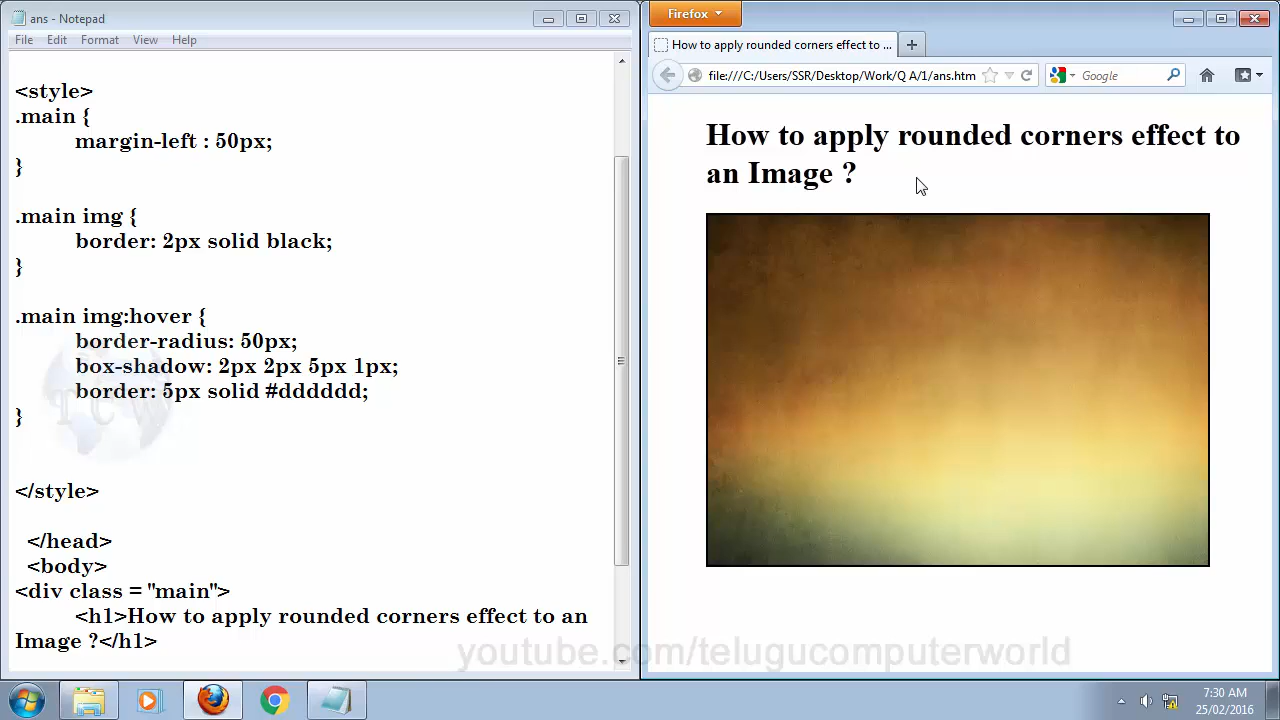 ans - Notepad
File Edit Format View Help
<style>
.main {
margin-left : 50px;
}
.main img {
border: 2px solid black;
}
.main img:hover {
border-radius: 50px;
box-shadow: 2px 2px 5px 1px;
border: 5px solid #dddddd;
}
</style>
</head>
<body>
<div class = "main">
<h1>How to apply rounded corners effect to an
Image ?</h1>
TCW
Firefox
How to apply rounded corners effect to ...
file:///C:/Users/SSR/Desktop/Work/Q A/1/ans.htm
Google
How to apply rounded corners effect to
an Image ?
youtube.com/telugucomputerworld
7:30 AM
25/02/2016